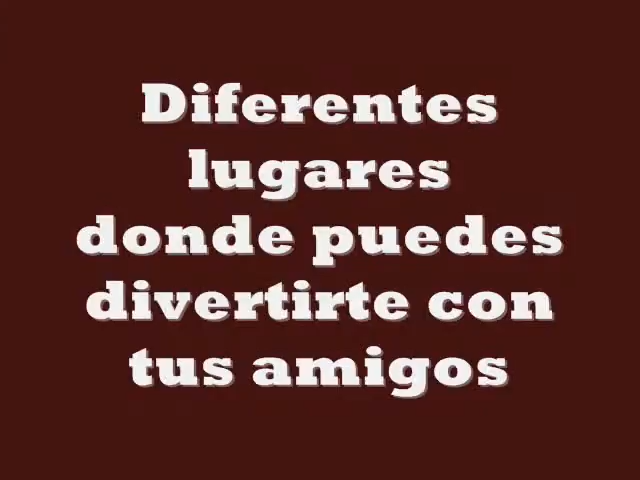 Diferentes
lugares
donde puedes
divertirte con
tus amigos